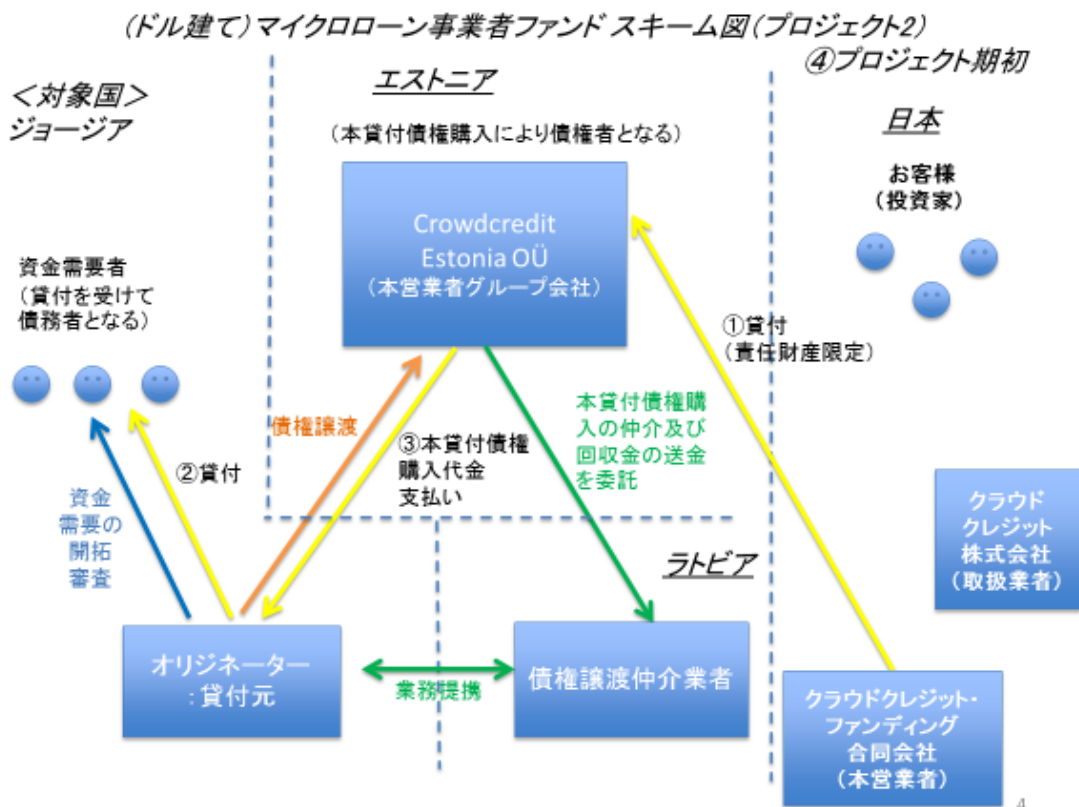 (ドル建て)マイクロローン事業者ファンド スキーム図(プロジェクト2)
④プロジェクト期初
＜対象国＞
ジョージア
エストニア
日本
(本貸付債権購入により債権者となる)
お客様
(投資家)
Crowdcredit
Estonia OÜ
(本営業者グループ会社)
資金需要者
(貸付を受けて
債務者となる)
①貸付
(責任財産限定)
債権譲渡
②貸付
③本貸付債権
購入代金
支払い
本貸付債権購
入の仲介及び
回収金の送金
を委託
資金
需要の
開拓
審査
クラウド
クレジット
株式会社
(取扱業者)
ラトビア
オリジネーター
:貸付元
業務提携
債権譲渡仲介業者
クラウドクレジット・
ファンディング
合同会社
(本営業者)
4